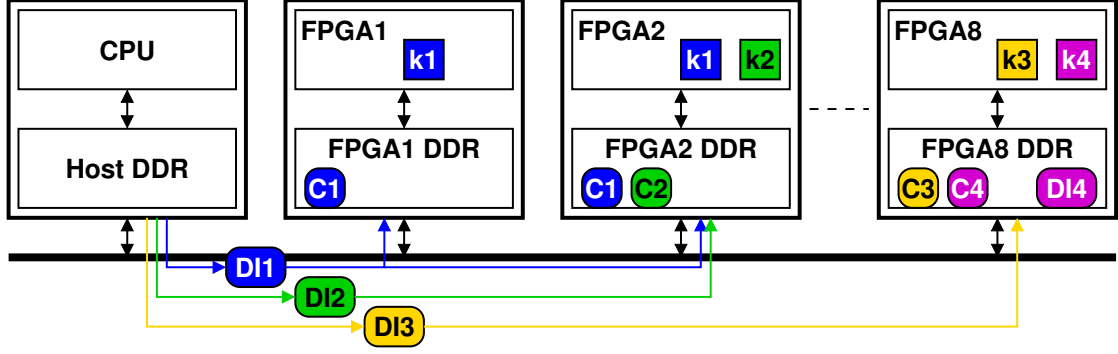 CPU
Host DDR
FPGA1
k1
FPGA1 DDR
C1
FPGA2
k1 k2
FPGA2 DDR
C1 C2
FPGA8
k3 k4
FPGA8 DDR
C3 C4 DI4
DI1
DI2
DI3